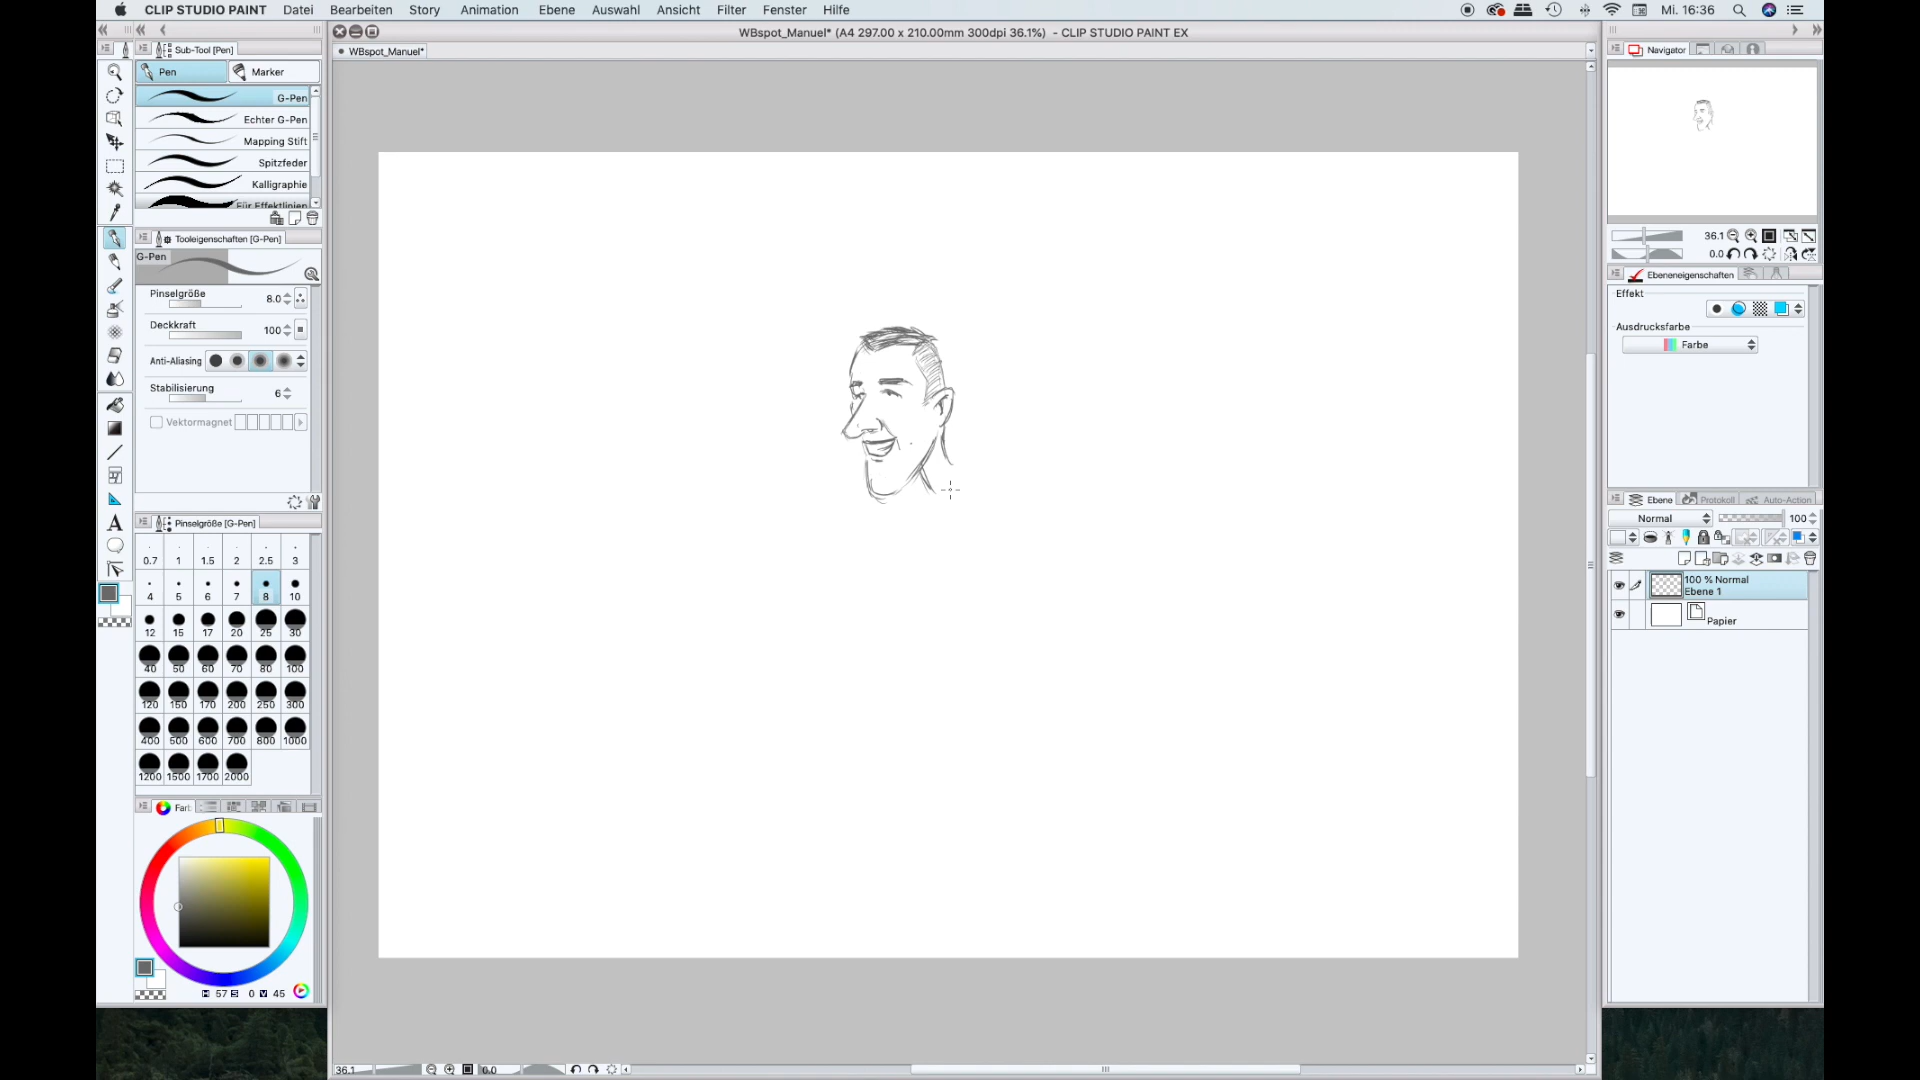 CLIP STUDIO PAINT Datei Bearbeiten Story Animation Ebene Auswahl Ansicht Filter Fenster Hilfe Mi. 16:36
WBspot_Manuel* (A4 297.00 x 210.00mm 300dpi 36.1%) - CLIP STUDIO PAINT EX
Sub-Tool [Pen]
WBspot_Manuel*
Navigator
Pen
Marker
G-Pen
Echter G-Pen
Mapping Stift
Spitzfeder
Kalligraphie
Für Effektlinien
Tooleigenschaften [G-Pen]
G-Pen
Pinselgröße 8.0
Deckkraft 100
Anti-Aliasing
Stabilisierung 6
Vektormagnet
Pinselgröße [G-Pen]
0.7 1 1.5 2 2.5 3
4 5 6 7 8 10
12 15 17 20 25 30
40 50 60 70 80 100
120 150 170 200 250 300
400 500 600 700 800 1000
1200 1500 1700 2000
Far
H 57 S 0 V 45
36.1
0.0
Ebeneneigenschaften
Effekt
Ausdrucksfarbe
Farbe
Ebene Protokoll Auto-Action
Normal 100
100 % Normal
Ebene 1
Papier
36.1 0.0